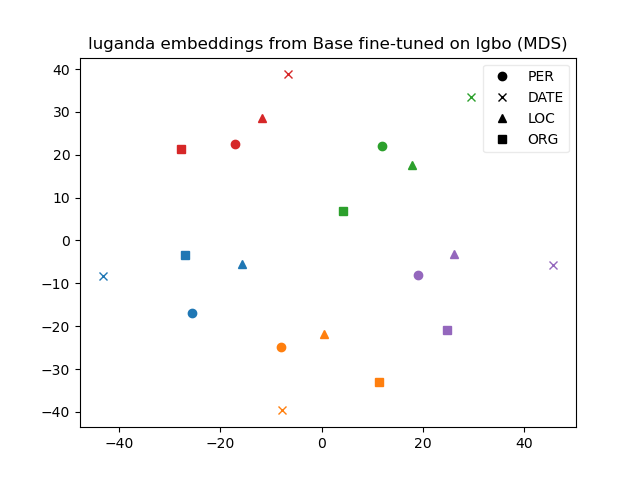 luganda embeddings from Base fine-tuned on Igbo (MDS)
PER
DATE
LOC
ORG
40
30
20
10
0
−10
−20
−30
−40
−40
−20
0
20
40